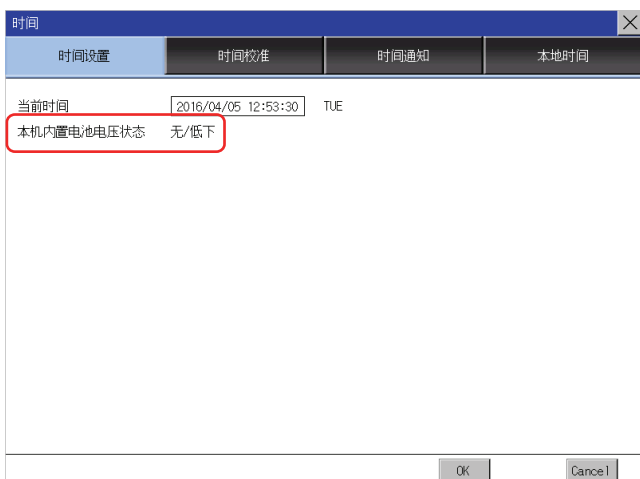 时间
时间设置 时间校准 时间通知 本地时间
当前时间 2016/04/05 12:53:30 TUE
本机内置电池电压状态 无/低下
OK Cancel